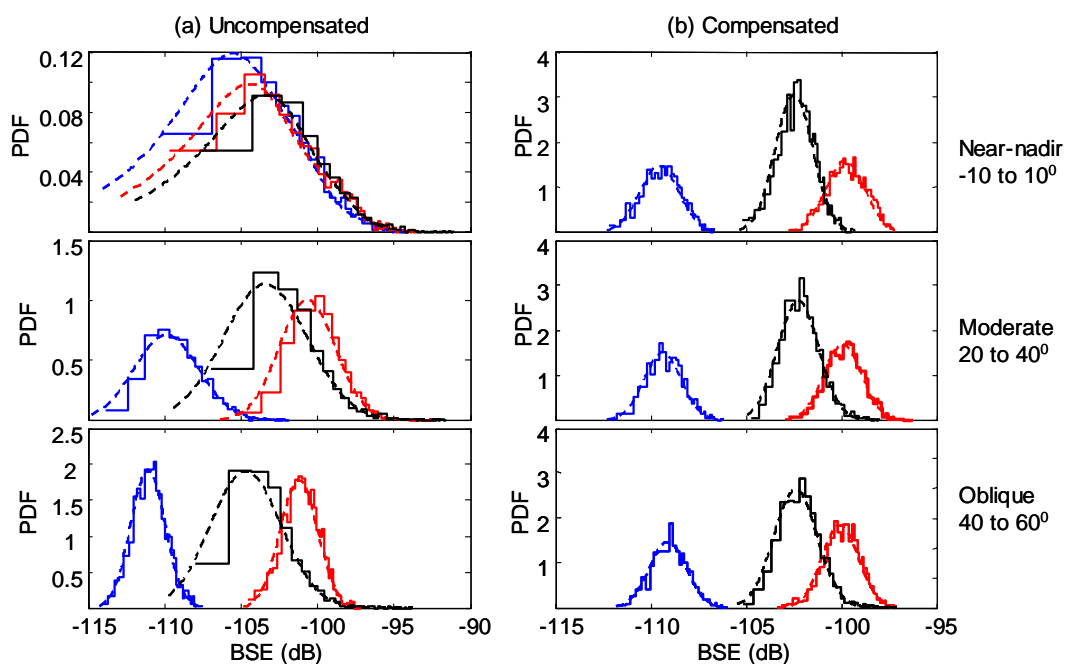 (a) Uncompensated
(b) Compensated
0.12
0.08
0.04
PDF
4
3
2
1
PDF
Near-nadir
-10 to 10⁰
1.5
1
0.5
PDF
4
3
2
1
PDF
Moderate
20 to 40⁰
2.5
2
1.5
1
0.5
PDF
4
3
2
1
PDF
Oblique
40 to 60⁰
-115 -110 -105 -100 -95 -90
-115 -110 -105 -100 -95
BSE (dB)
BSE (dB)